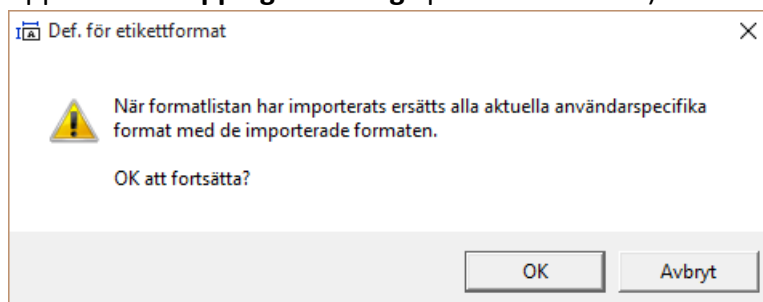 Def. för etikettformat
När formatlistan har importerats ersätts alla aktuella användarspecifika
format med de importerade formaten.
OK att fortsätta?
OK
Avbryt